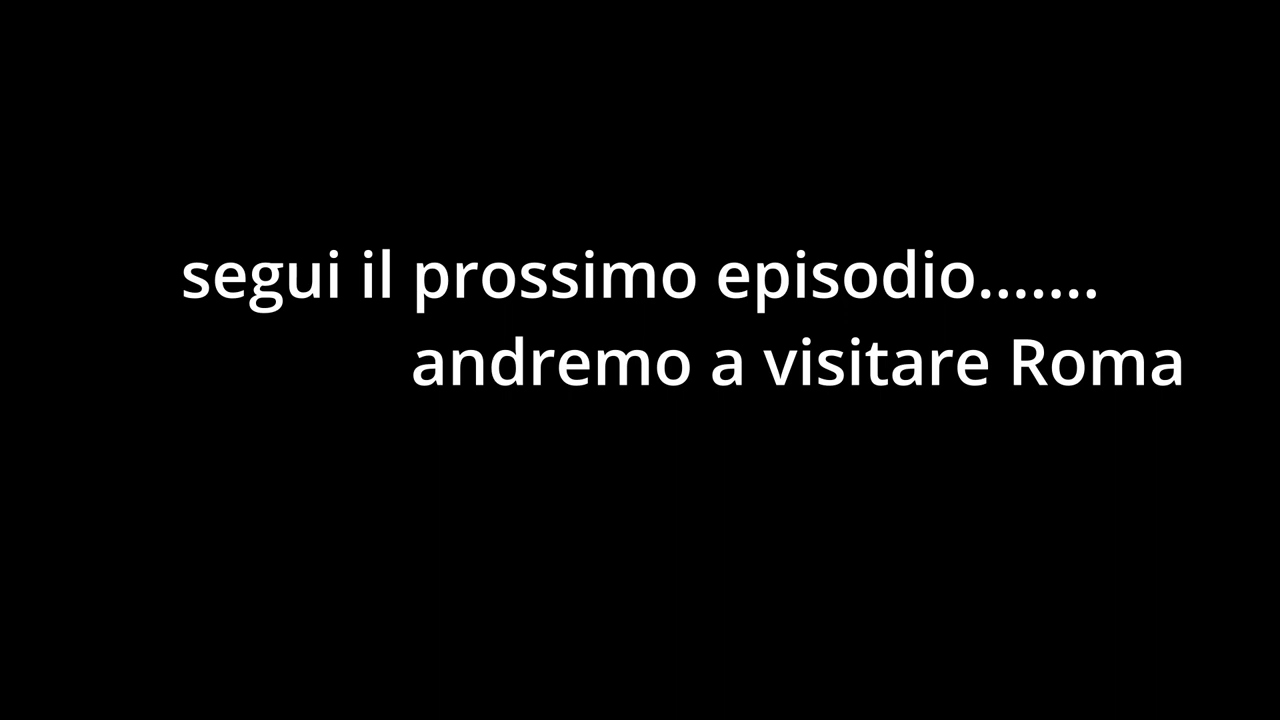 segui il prossimo episodio.......
andremo a visitare Roma